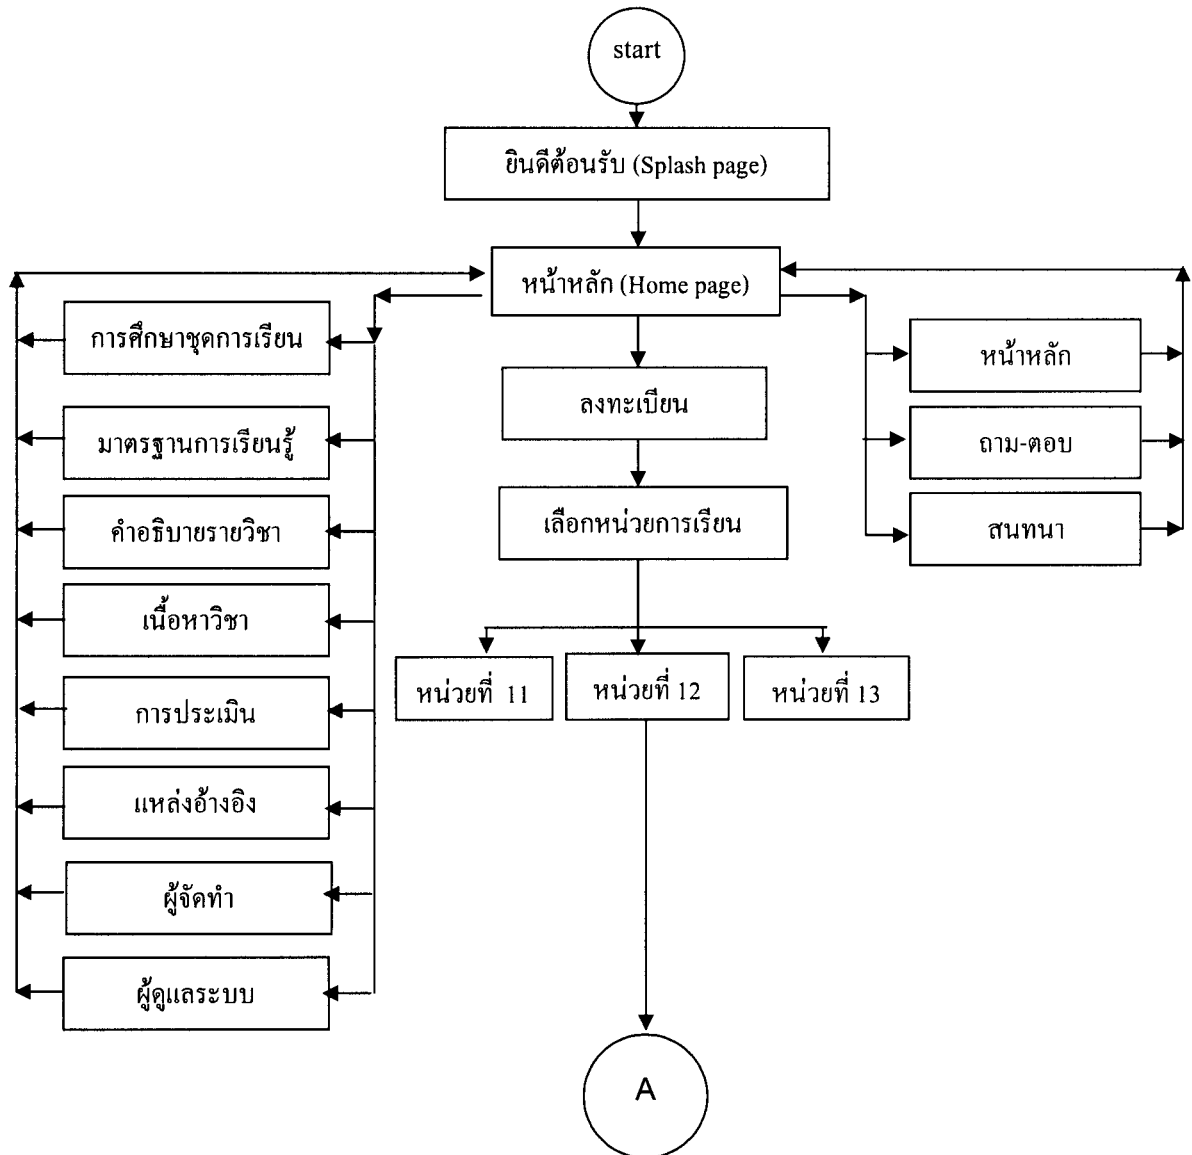 start
ยินดีต้อนรับ (Splash page)
หน้าหลัก (Home page)
การศึกษาชุดการเรียน
มาตรฐานการเรียนรู้
คำอธิบายรายวิชา
เนื้อหาวิชา
การประเมิน
แหล่งอ้างอิง
ผู้จัดทำ
ผู้ดูแลระบบ
ลงทะเบียน
เลือกหน่วยการเรียน
หน่วยที่ 11
หน่วยที่ 12
หน่วยที่ 13
หน้าหลัก
ถาม-ตอบ
สนทนา
A